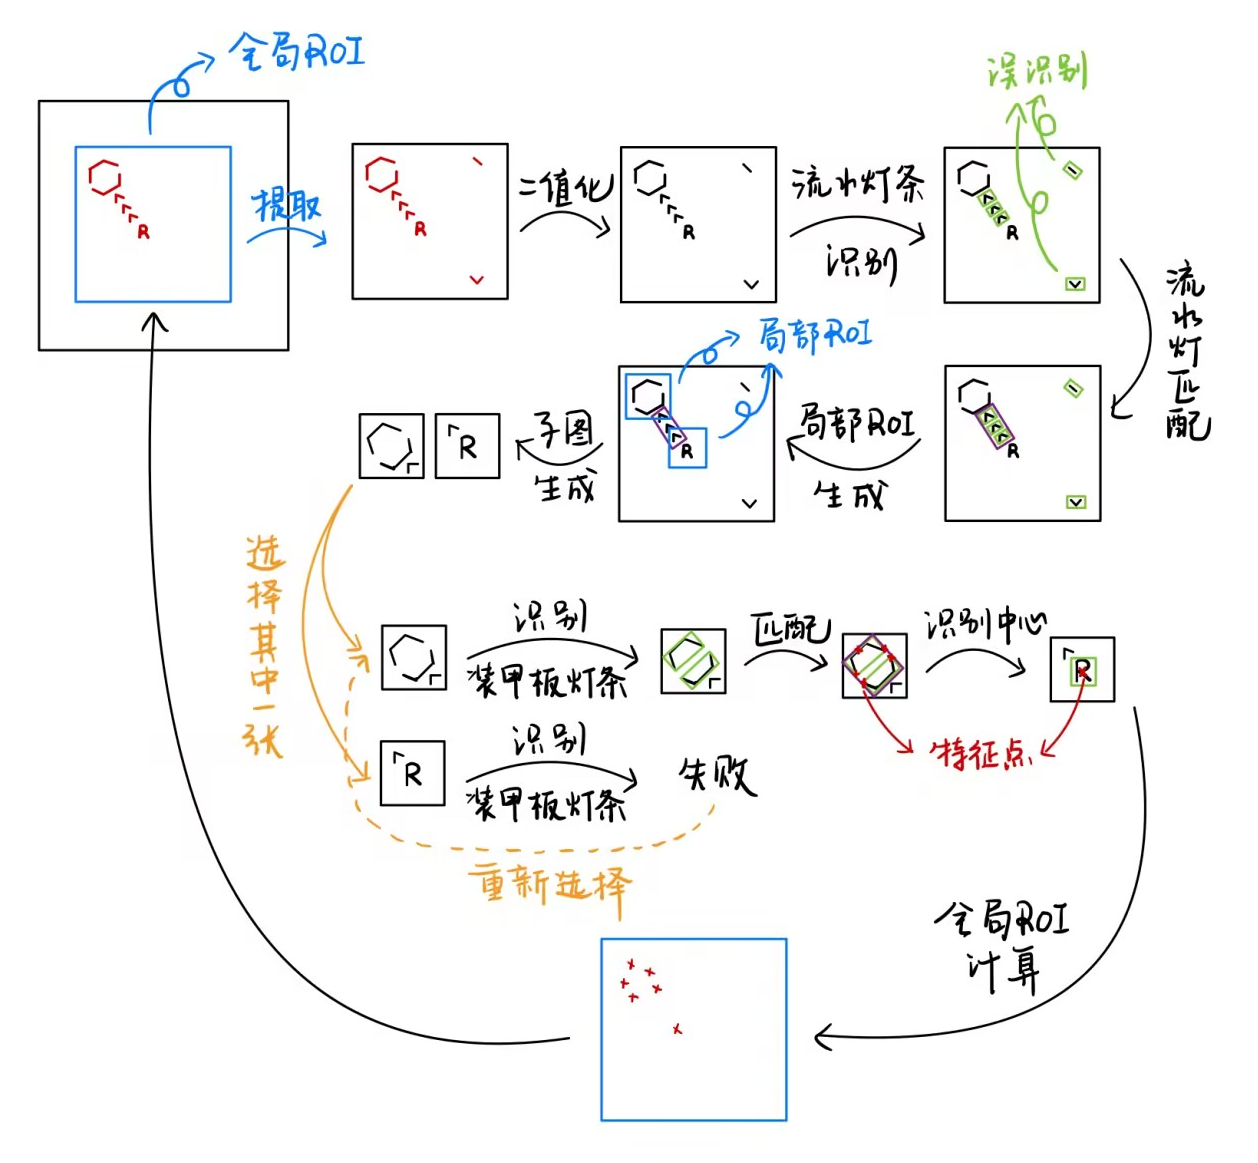 全局ROI
误识别
R
提取
R
二值化
R
流水灯条
识别
R
流水灯匹配
局部ROI
R
局部ROI
生成
R
子图
生成
R
选择其中一张
识别
装甲板灯条
匹配
识别中心
R
特征点
R
识别
装甲板灯条
失败
重新选择
全局ROI
计算